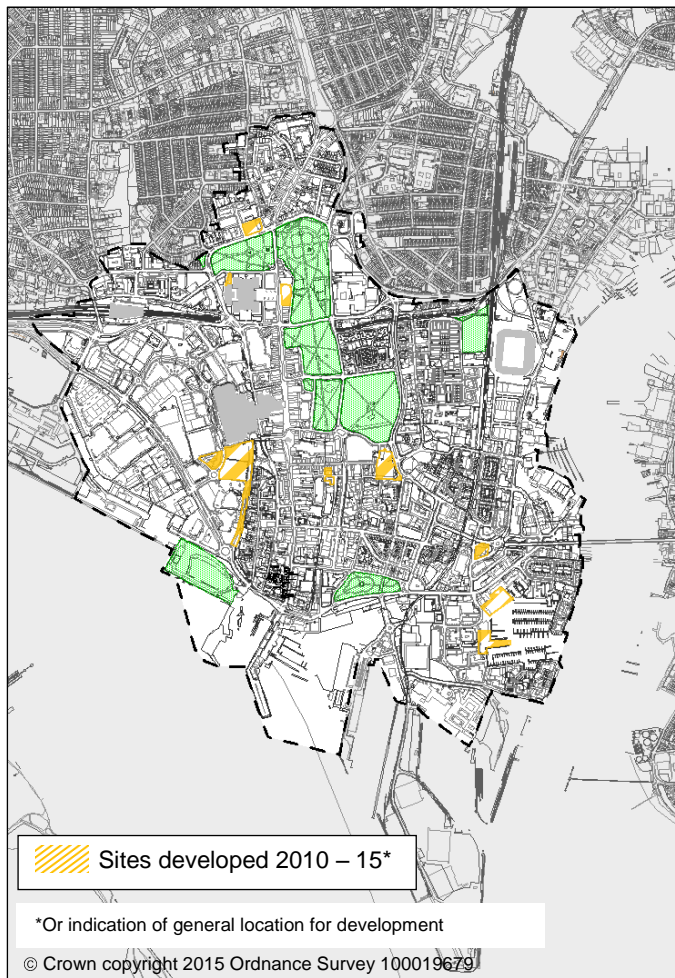 Sites developed 2010 – 15*
*Or indication of general location for development
© Crown copyright 2015 Ordnance Survey 100019679